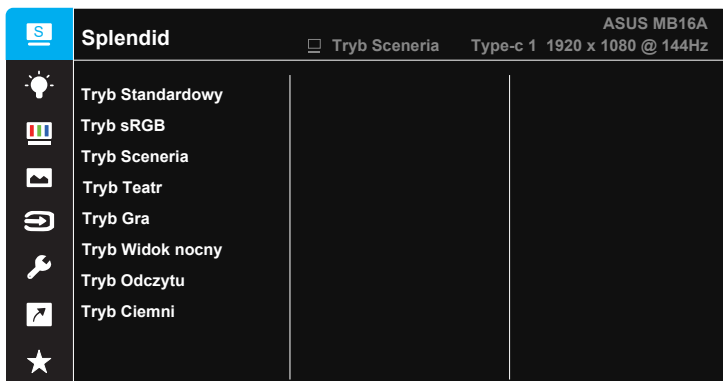 S
Splendid
ASUS MB16A
Tryb Sceneria Type-c 1 1920 x 1080 @ 144Hz
Tryb Standardowy
Tryb sRGB
Tryb Sceneria
Tryb Teatr
Tryb Gra
Tryb Widok nocny
Tryb Odczytu
Tryb Ciemni